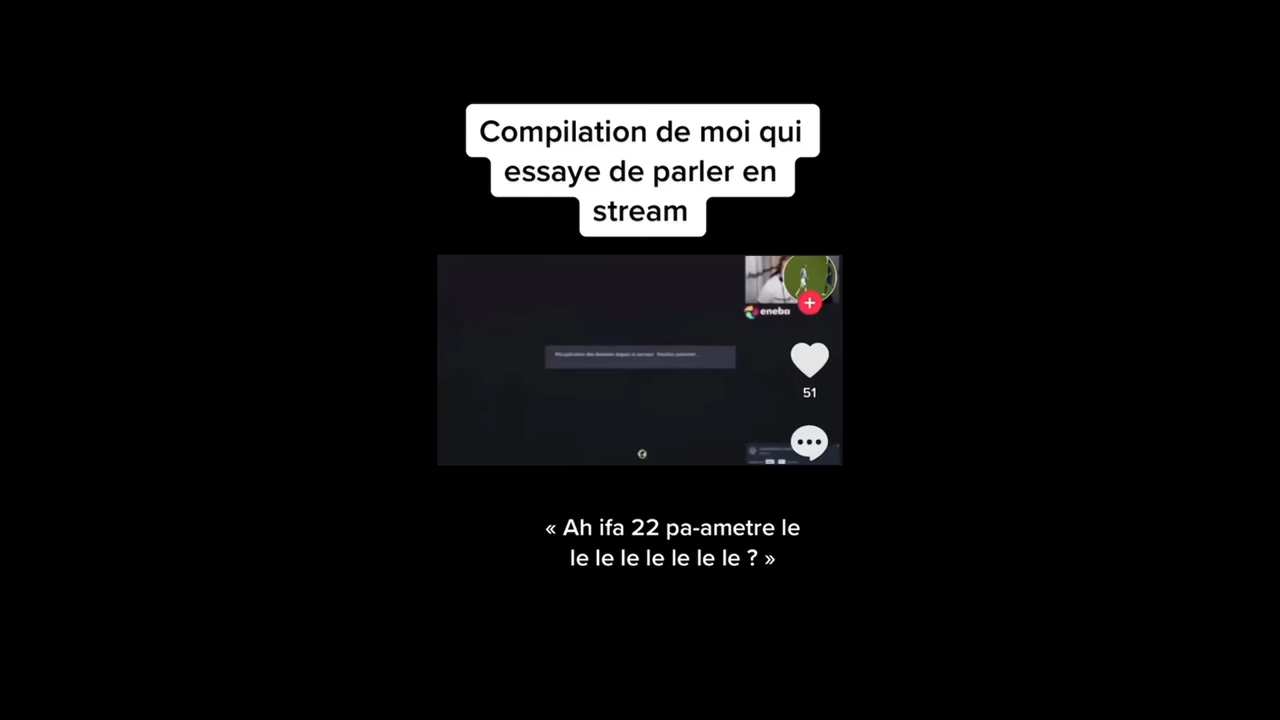 Compilation de moi qui
essaye de parler en
stream
eneba
51
« Ah ifa 22 pa-ametre le
le le le le le le le ? »